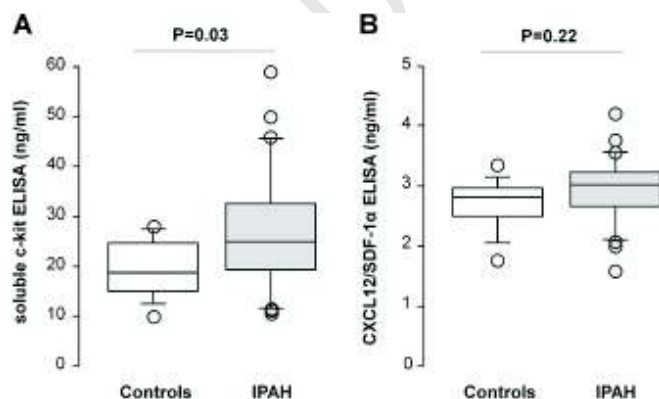 A
P=0.03
soluble c-kit ELISA (ng/ml)
60
50
40
30
20
10
0
Controls IPAH
B
P=0.22
CXCL12/SDF-1α ELISA (ng/ml)
5
4
3
2
1
0
Controls IPAH